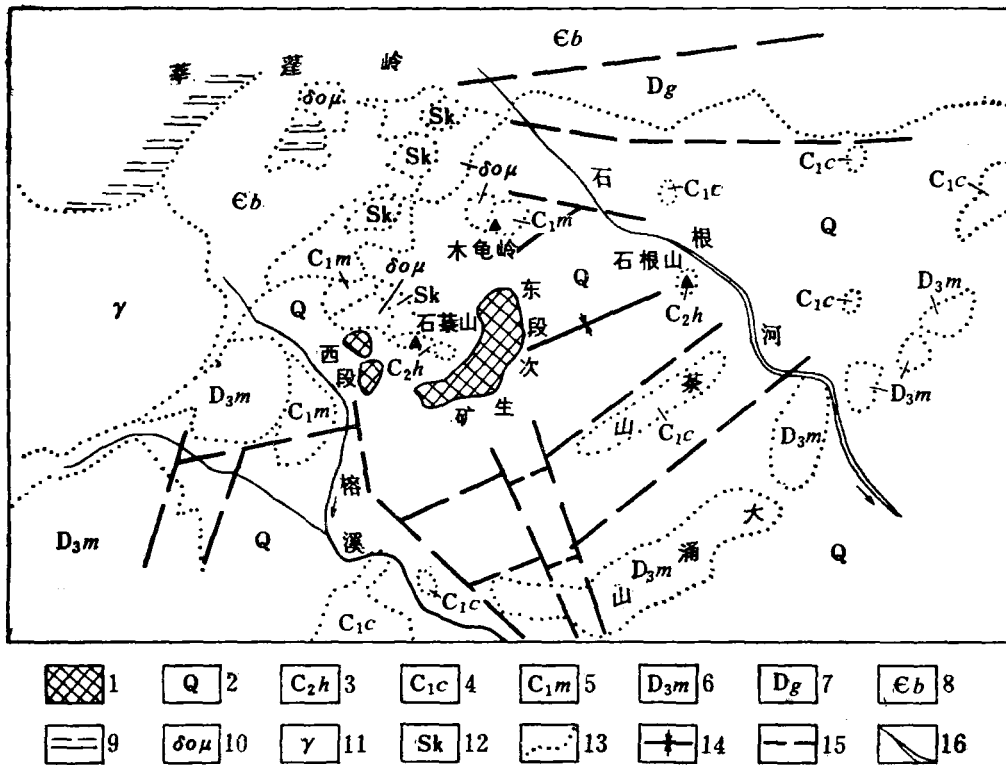 莘蓬岭
Єb
Dg
δομ
Sk
C₁c
C₁c
Sk
δομ
石
C₁c
Єb
Sk
C₁m
Q
木龟岭
根
C₁m
δομ
石根山
Q
东
D₃m
Q
Sk
段
C₂h
C₁c
γ
石菉山
西
河
段
C₂h
次
D₃m
D₃m
C₁m
生
矿
山菉
C₁c
D₃m
榕
大
D₃m
Q
溪
D₃m
涌
Q
山
C₁c
C₁c
1
Q 2
C₂h 3
C₁c 4
C₁m 5
D₃m 6
Dg 7
Єb 8
9
δομ 10
γ 11
Sk 12
13
14
15
16